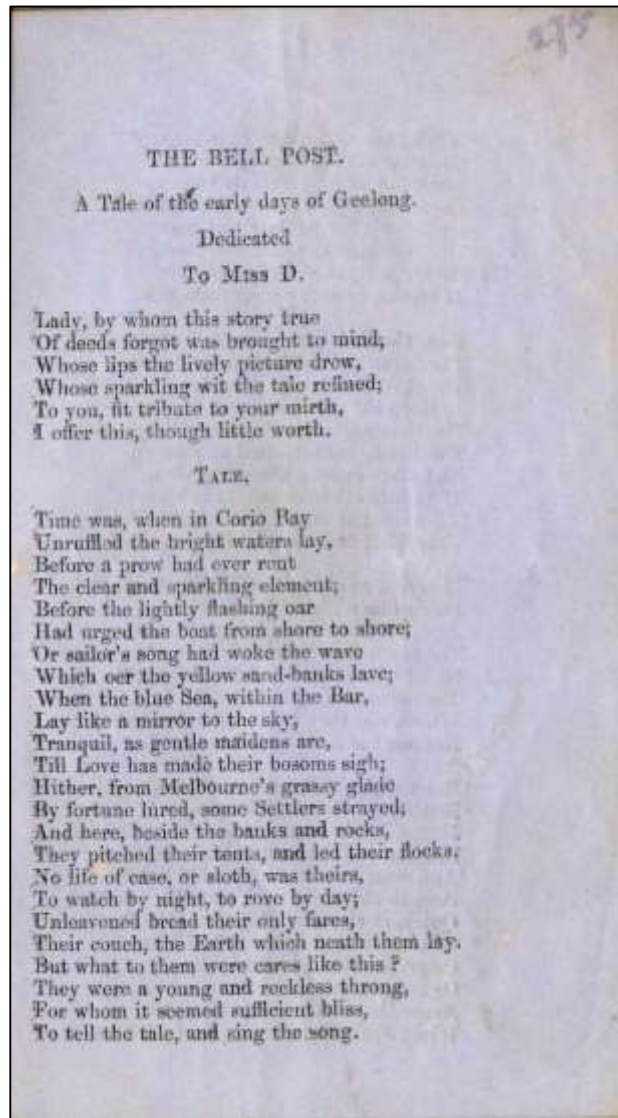 275
THE BELL POST.
A Tale of the early days of Geelong.
Dedicated
To Miss D.
Lady, by whom this story true
Of deeds forgot was brought to mind;
Whose lips the lively picture drew,
Whose sparkling wit the tale refined;
To you, fit tribute to your mirth,
I offer this, though little worth.
Tale.
Time was, when in Corio Bay
Unruffled the bright waters lay,
Before a prow had ever rent
The clear and sparkling element;
Before the lightly flashing oar
Had urged the boat from shore to shore;
Or sailor's song had woke the wave
Which oer the yellow sand-banks lave;
When the blue Sea, within the Bar,
Lay like a mirror to the sky,
Tranquil, as gentle maidens are,
Till Love has made their bosoms sigh;
Hither, from Melbourne's grassy glade
By fortune lured, some Settlers strayed;
And here, beside the banks and rocks,
They pitched their tents, and led their flocks.
No life of ease, or sloth, was theirs,
To watch by night, to rove by day;
Unleavened bread their only fares,
Their couch, the Earth which neath them lay.
But what to them were cares like this ?
They were a young and reckless throng,
For whom it seemed sufficient bliss,
To tell the tale, and sing the song.